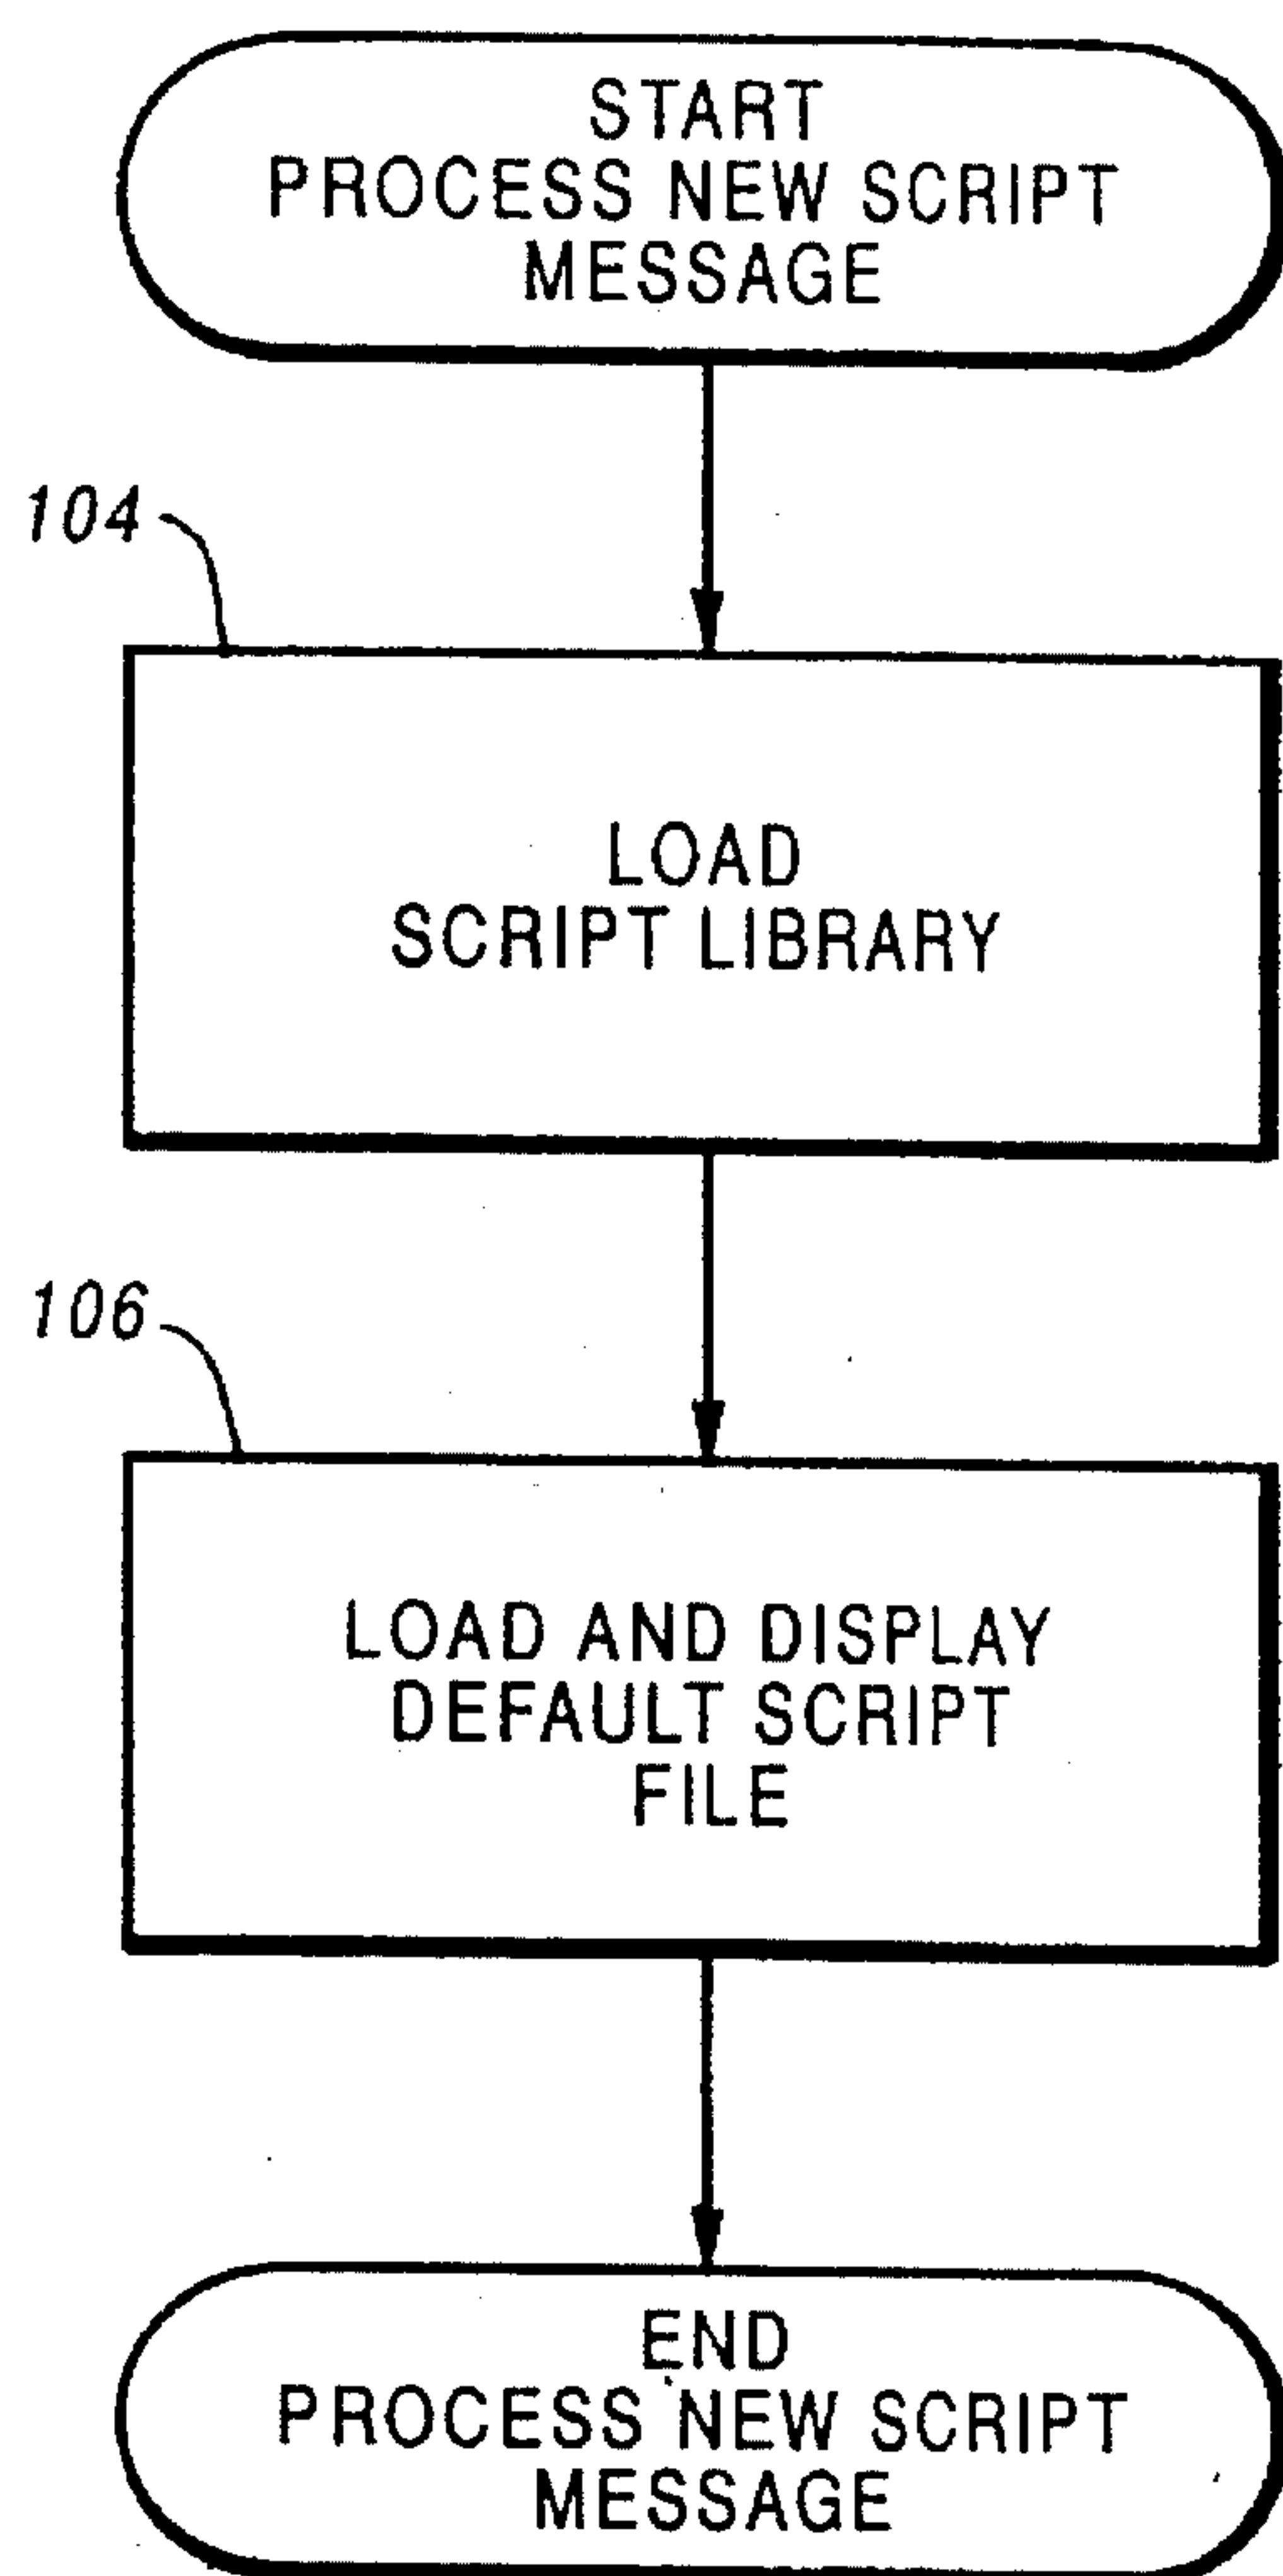 START
PROCESS NEW SCRIPT
MESSAGE
104
LOAD
SCRIPT LIBRARY
106
LOAD AND DISPLAY
DEFAULT SCRIPT
FILE
END
PROCESS NEW SCRIPT
MESSAGE